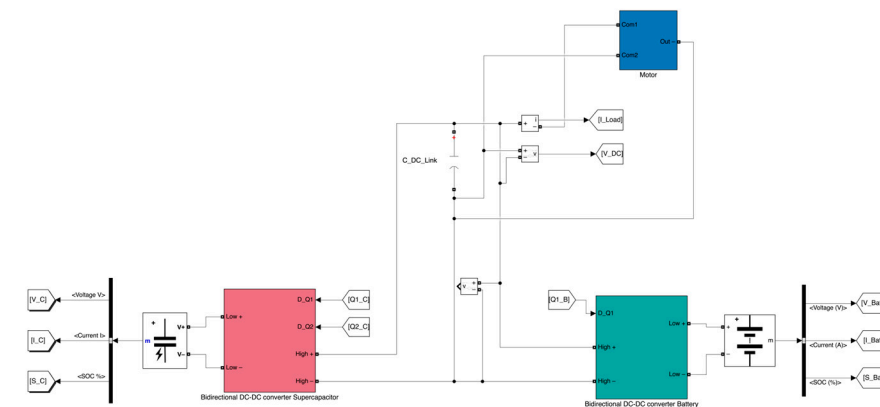 Com1
Out
Com2
Motor
+
i
−
[I_Load]
C_DC_Link
+
+
−
v
[V_DC]
[V_C]
<Voltage V>
[I_C]
<Current I>
[S_C]
<SOC %>
m
+
V+
V−
Low +
Low −
D_Q1
D_Q2
High +
High −
[Q1_C]
[Q2_C]
Bidirectional DC-DC converter Supercapacitor
v
+
−
[Q1_B]
D_Q1
Low +
High +
Low −
High −
Bidirectional DC-DC converter Battery
+
+
−
m
<Voltage (V)>
<Current (A)>
<SOC (%)>
[V_Ba
[I_Bat
[S_Ba